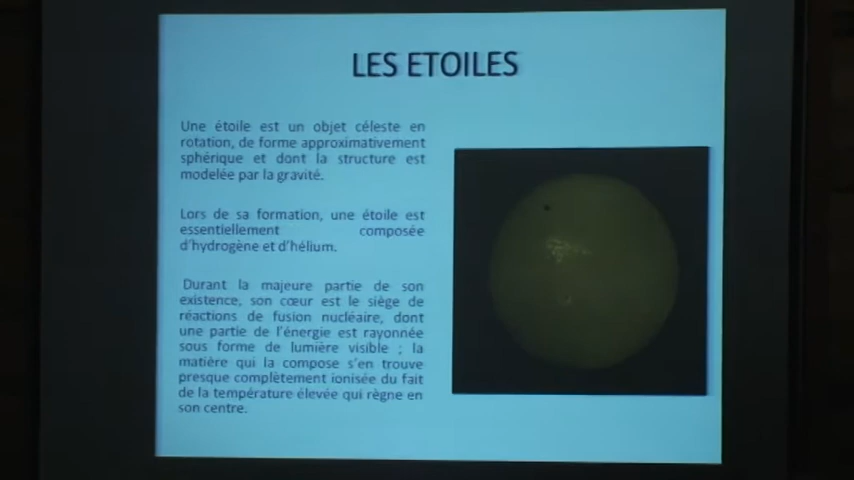 LES ETOILES
Une étoile est un objet céleste en
rotation, de forme approximativement
sphérique et dont la structure est
modelée par la gravité.
Lors de sa formation, une étoile est
essentiellement composée
d'hydrogène et d'hélium.
Durant la majeure partie de son
existence, son cœur est le siège de
réactions de fusion nucléaire, dont
une partie de l'énergie est rayonnée
sous forme de lumière visible ; la
matière qui la compose s'en trouve
presque complètement ionisée du fait
de la température élevée qui règne en
son centre.